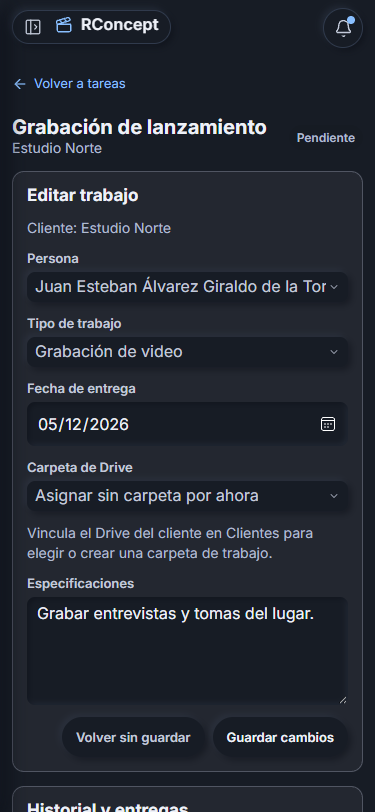 RConcept
Volver a tareas
Grabación de lanzamiento
Estudio Norte
Pendiente
Editar trabajo
Cliente: Estudio Norte
Persona
Juan Esteban Álvarez Giraldo de la Tor
Tipo de trabajo
Grabación de video
Fecha de entrega
05/12/2026
Carpeta de Drive
Asignar sin carpeta por ahora
Vincula el Drive del cliente en Clientes para
elegir o crear una carpeta de trabajo.
Especificaciones
Grabar entrevistas y tomas del lugar.
Volver sin guardar
Guardar cambios
Historial y entregas